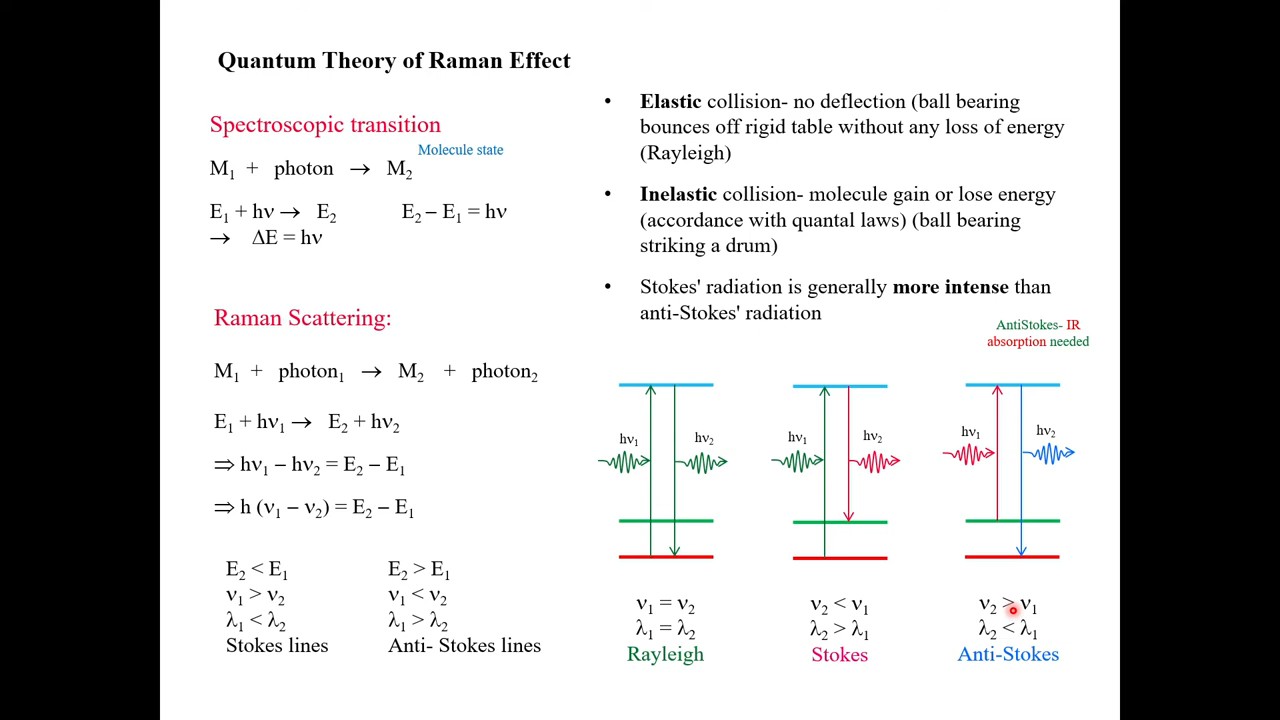 Quantum Theory of Raman Effect
Spectroscopic transition
Molecule state
M₁ + photon → M₂
E₁ + hν → E₂ E₂ – E₁ = hν
→ ΔE = hν
Raman Scattering:
M₁ + photon₁ → M₂ + photon₂
E₁ + hν₁ → E₂ + hν₂
⇒ hν₁ – hν₂ = E₂ – E₁
⇒ h (ν₁ – ν₂) = E₂ – E₁
E₂ < E₁
ν₁ > ν₂
λ₁ < λ₂
Stokes lines
E₂ > E₁
ν₁ < ν₂
λ₁ > λ₂
Anti- Stokes lines
• Elastic collision- no deflection (ball bearing
bounces off rigid table without any loss of energy
(Rayleigh)
• Inelastic collision- molecule gain or lose energy
(accordance with quantal laws) (ball bearing
striking a drum)
• Stokes' radiation is generally more intense than
anti-Stokes' radiation
AntiStokes- IR
absorption needed
hν₁ hν₂
ν₁ = ν₂
λ₁ = λ₂
Rayleigh
hν₁ hν₂
ν₂ < ν₁
λ₂ > λ₁
Stokes
hν₁ hν₂
ν₂ > ν₁
λ₂ < λ₁
Anti-Stokes